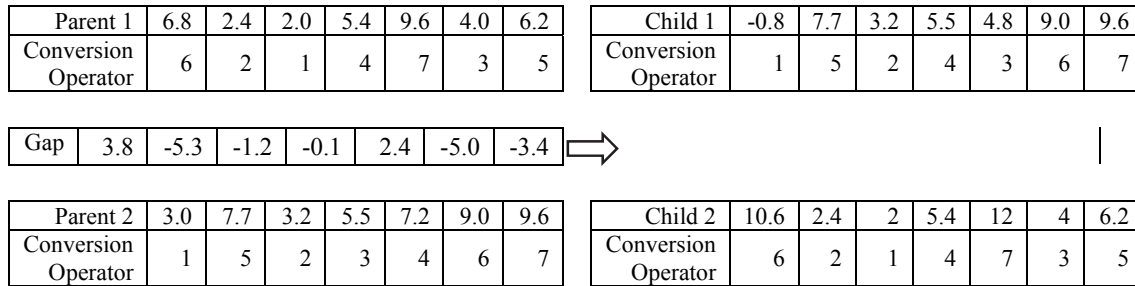 Parent 1 6.8 2.4 2.0 5.4 9.6 4.0 6.2
Conversion Operator 6 2 1 4 7 3 5
Child 1 -0.8 7.7 3.2 5.5 4.8 9.0 9.6
Conversion Operator 1 5 2 4 3 6 7
Gap 3.8 -5.3 -1.2 -0.1 2.4 -5.0 -3.4
Parent 2 3.0 7.7 3.2 5.5 7.2 9.0 9.6
Conversion Operator 1 5 2 3 4 6 7
Child 2 10.6 2.4 2 5.4 12 4 6.2
Conversion Operator 6 2 1 4 7 3 5